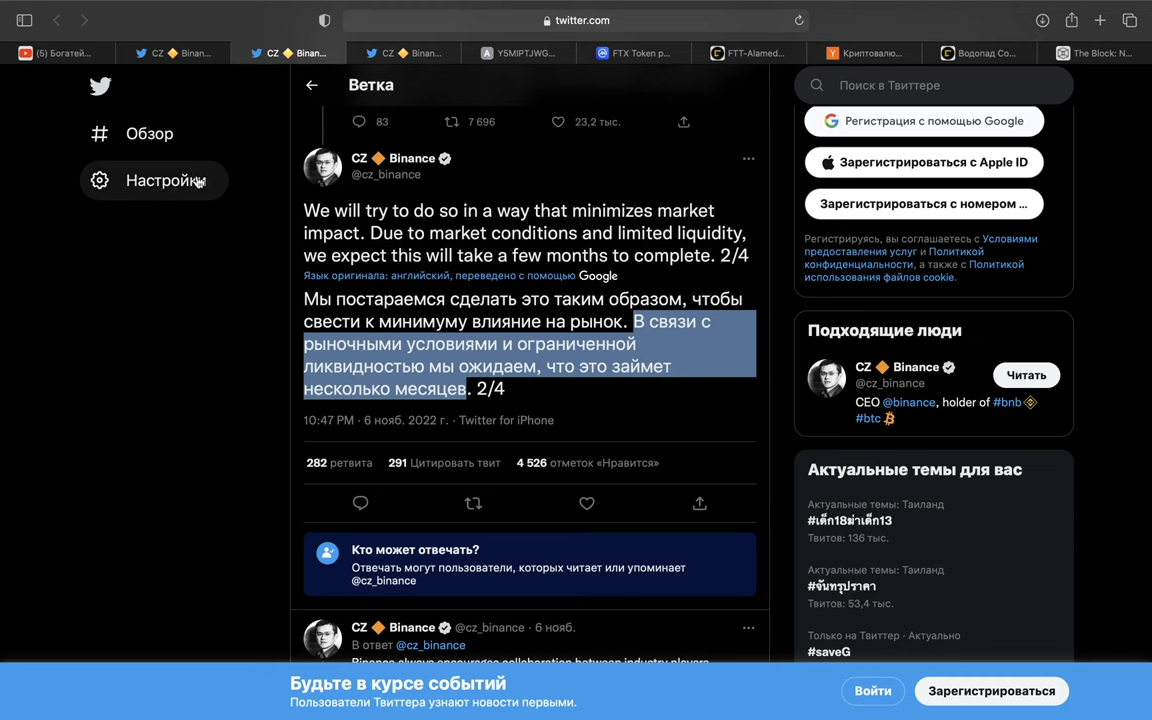 twitter.com
(5) Богатей...
CZ 🔶 Binan...
CZ 🔶 Binan...
CZ 🔶 Binan...
Y5MIPTJWG...
FTX Token р...
FTT-Alamed...
Криптовалю...
Водопад Со...
The Block: N...
Обзор
Настройки
Ветка
83
7 696
23,2 тыс.
CZ 🔶 Binance
@cz_binance
We will try to do so in a way that minimizes market
impact. Due to market conditions and limited liquidity,
we expect this will take a few months to complete. 2/4
Язык оригинала: английский, переведено с помощью Google
Мы постараемся сделать это таким образом, чтобы
свести к минимуму влияние на рынок. В связи с
рыночными условиями и ограниченной
ликвидностью мы ожидаем, что это займет
несколько месяцев. 2/4
10:47 PM · 6 нояб. 2022 г. · Twitter for iPhone
282 ретвита 291 Цитировать твит 4 526 отметок «Нравится»
Кто может отвечать?
Отвечать могут пользователи, которых читает или упоминает
@cz_binance
CZ 🔶 Binance @cz_binance · 6 нояб.
В ответ @cz_binance
Binance always encourages collaboration between industry players
Поиск в Твиттере
Регистрация с помощью Google
Зарегистрироваться с Apple ID
Зарегистрироваться с номером ...
Регистрируясь, вы соглашаетесь с Условиями
предоставления услуг и Политикой
конфиденциальности, а также с Политикой
использования файлов cookie.
Подходящие люди
CZ 🔶 Binance
@cz_binance
Читать
CEO @binance, holder of #bnb
#btc
Актуальные темы для вас
Актуальные темы: Таиланд
#เด็ก18ฆ่าเด็ก13
Твитов: 136 тыс.
Актуальные темы: Таиланд
#จันทรุปราคา
Твитов: 53,4 тыс.
Только на Твиттер · Актуально
#saveG
Будьте в курсе событий
Пользователи Твиттера узнают новости первыми.
Войти
Зарегистрироваться